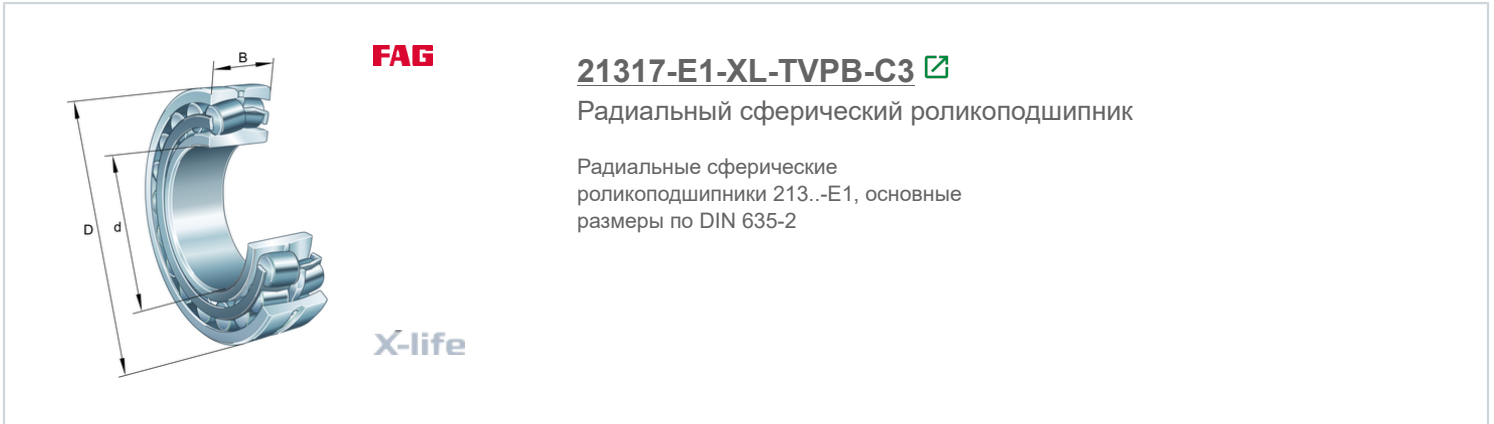 B
FAG
21317-E1-XL-TVPB-C3
Радиальный сферический роликоподшипник
Радиальные сферические
роликоподшипники 213..-E1, основные
размеры по DIN 635-2
D
d
X-life